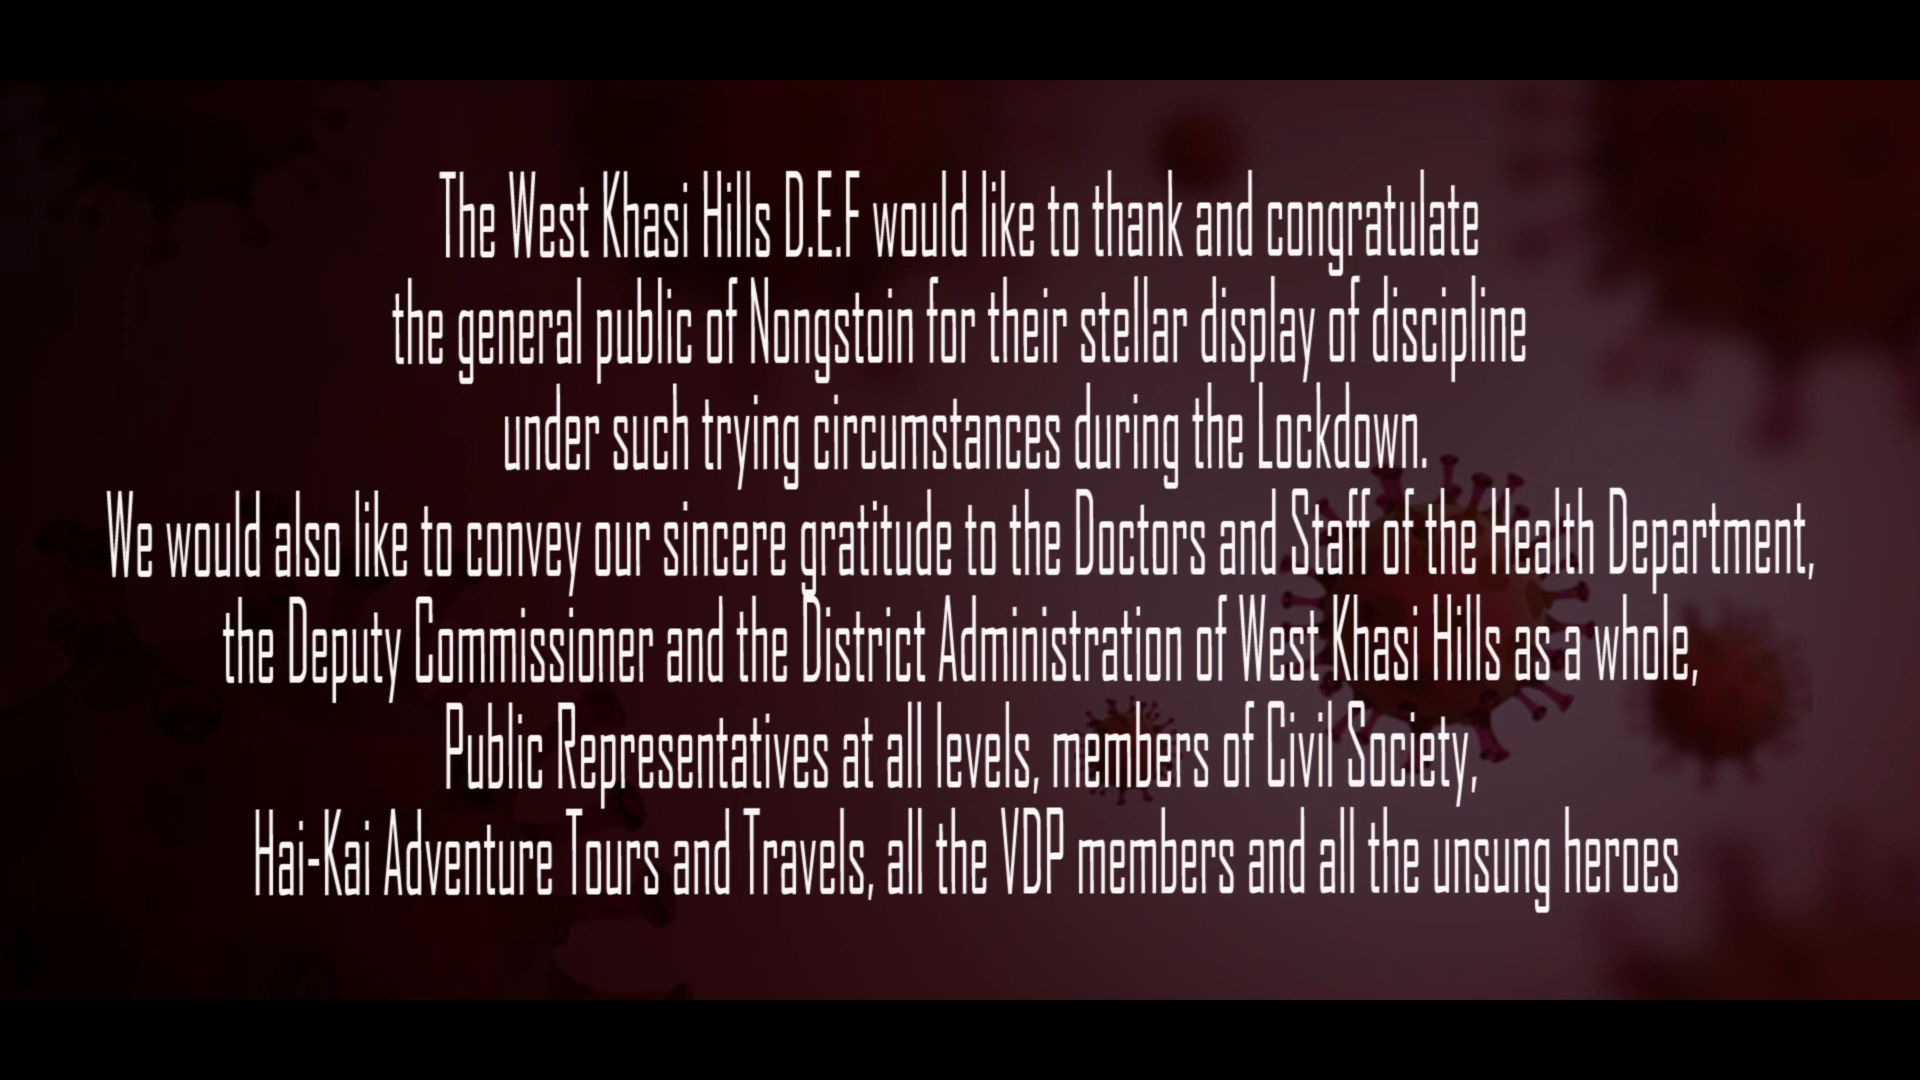 The West Khasi Hills D.E.F would like to thank and congratulate
the general public of Nongstoin for their stellar display of discipline
under such trying circumstances during the Lockdown.
We would also like to convey our sincere gratitude to the Doctors and Staff of the Health Department,
the Deputy Commissioner and the District Administration of West Khasi Hills as a whole,
Public Representatives at all levels, members of Civil Society,
Hai-Kai Adventure Tours and Travels, all the VDP members and all the unsung heroes